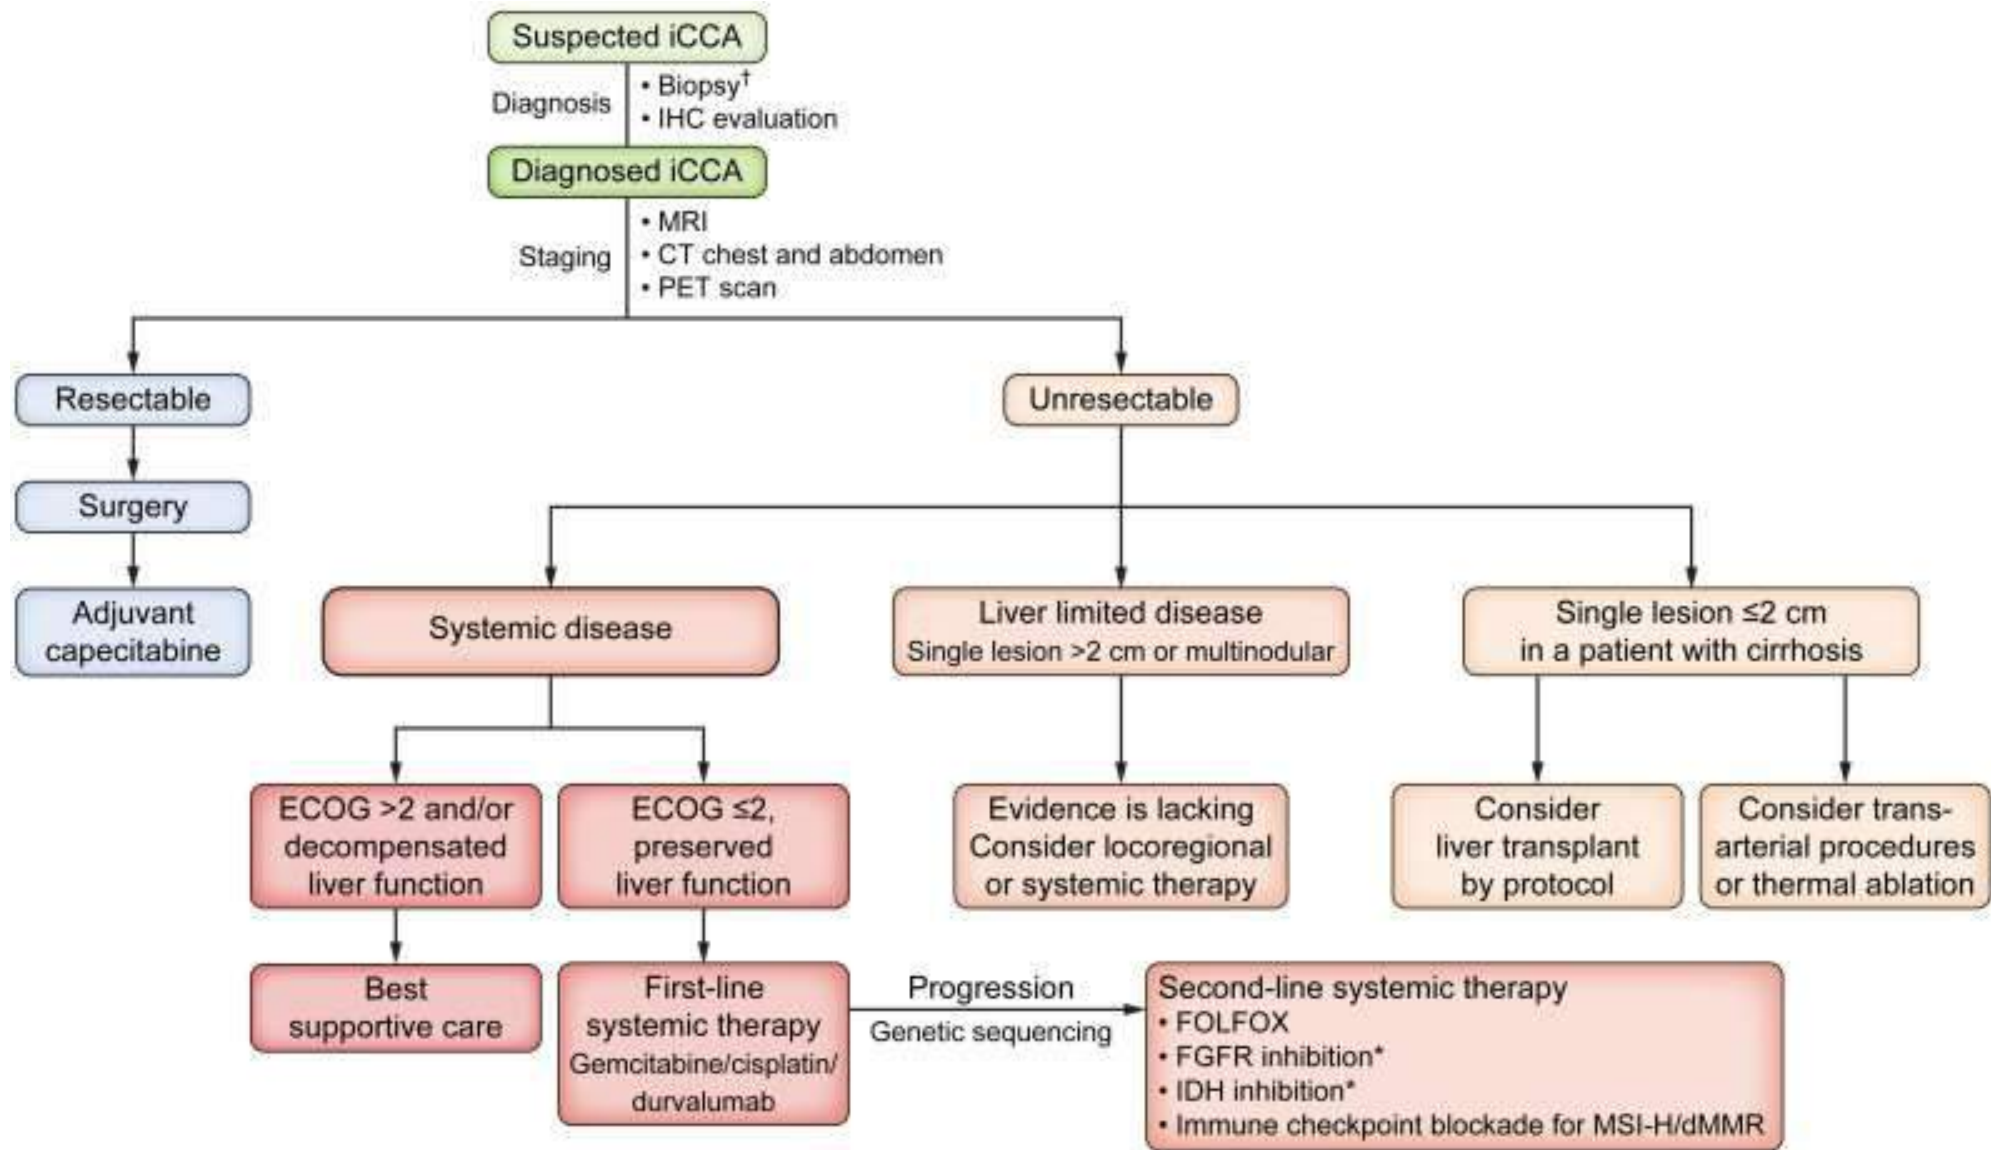 Suspected iCCA
Diagnosis
• Biopsy†
• IHC evaluation
Diagnosed iCCA
Staging
• MRI
• CT chest and abdomen
• PET scan
Resectable
Unresectable
Surgery
Adjuvant
capecitabine
Systemic disease
Liver limited disease
Single lesion >2 cm or multinodular
Single lesion ≤2 cm
in a patient with cirrhosis
ECOG >2 and/or
decompensated
liver function
ECOG ≤2,
preserved
liver function
Evidence is lacking
Consider locoregional
or systemic therapy
Consider
liver transplant
by protocol
Consider trans-
arterial procedures
or thermal ablation
Best
supportive care
First-line
systemic therapy
Gemcitabine/cisplatin/
durvalumab
Progression
Genetic sequencing
Second-line systemic therapy
• FOLFOX
• FGFR inhibition*
• IDH inhibition*
• Immune checkpoint blockade for MSI-H/dMMR